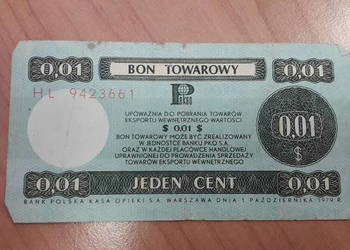 0,01 BON TOWAROWY 0,01
HL 9423661
P
PEKAO
UPOWAŻNIA DO POBRANIA TOWARÓW
EKSPORTU WEWNĘTRZNEGO WARTOŚCI
$ 0.01 $
BON TOWAROWY MOŻE BYĆ ZREALIZOWANY
W JEDNOSTCE BANKU PKO S.A.
ORAZ W KAŻDEJ PLACÓWCE HANDLOWEJ
UPRAWNIONEJ DO PROWADZENIA SPRZEDAŻY
TOWARÓW EKSPORTU WEWNĘTRZNEGO
0,01
$
0,01 JEDEN CENT 0,01
BANK POLSKA KASA OPIEKI S.A. WARSZAWA DNIA 1 PAŹDZIERNIKA 1979 R.